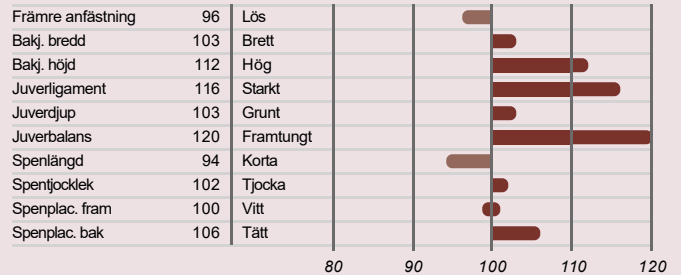 Främre anfästning 96 Lös
Bakj. bredd 103 Brett
Bakj. höjd 112 Hög
Juverligament 116 Starkt
Juverdjup 103 Grunt
Juverbalans 120 Framtungt
Spenlängd 94 Korta
Spentjocklek 102 Tjocka
Spenplac. fram 100 Vitt
Spenplac. bak 106 Tätt
80 90 100 110 120